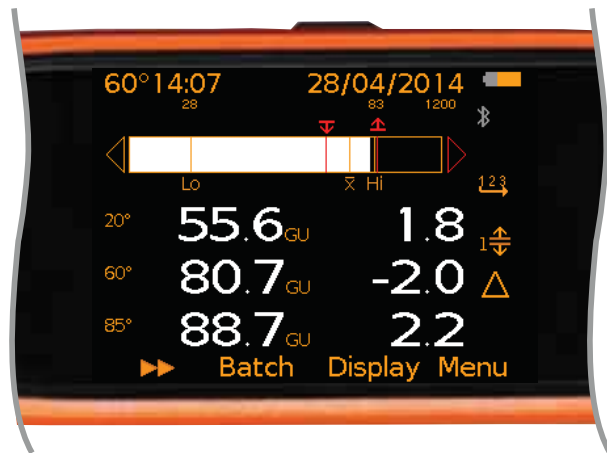 60°14:07 28/04/2014
28 83 1200
Lo x̅ Hi
123
20° 55.6GU 1.8
1
60° 80.7GU -2.0
85° 88.7GU 2.2
Batch Display Menu